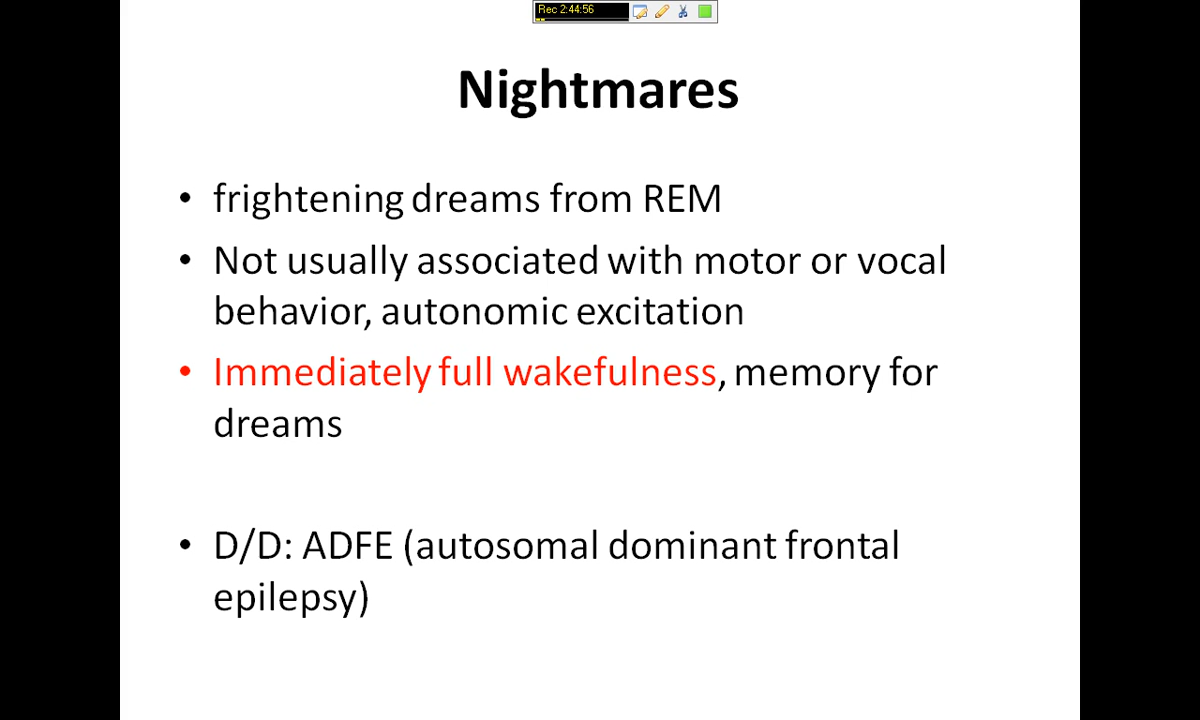 Rec 2:44:56
Nightmares
• frightening dreams from REM
• Not usually associated with motor or vocal
behavior, autonomic excitation
• Immediately full wakefulness, memory for
dreams
• D/D: ADFE (autosomal dominant frontal
epilepsy)